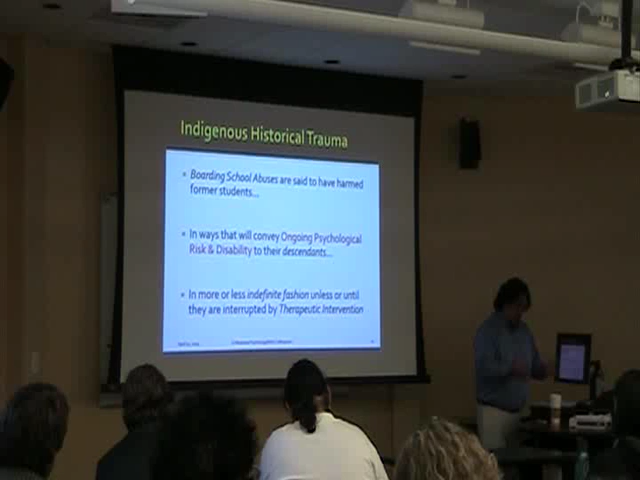 Indigenous Historical Trauma
▪ Boarding School Abuses are said to have harmed
former students...
▪ In ways that will convey Ongoing Psychological
Risk & Disability to their descendants...
▪ In more or less indefinite fashion unless or until
they are interrupted by Therapeutic Intervention